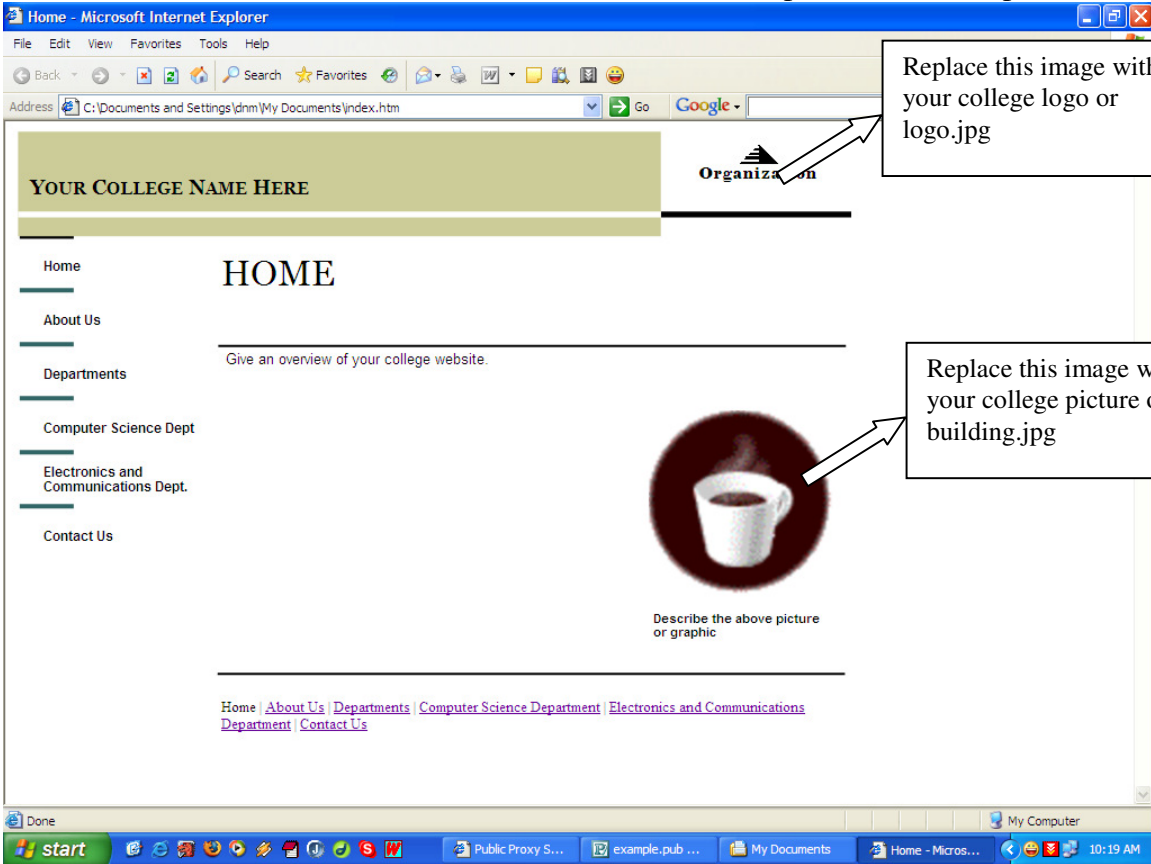 Home - Microsoft Internet Explorer
File Edit View Favorites Tools Help
Back Search Favorites
Address C:\Documents and Settings\dnm\My Documents\index.htm Go Google
Replace this image with
your college logo or
logo.jpg
YOUR COLLEGE NAME HERE
Organization
Home
HOME
About Us
Give an overview of your college website.
Departments
Replace this image
your college picture
building.jpg
Computer Science Dept
Electronics and
Communications Dept.
Contact Us
Describe the above picture
or graphic
Home | About Us | Departments | Computer Science Department | Electronics and Communications
Department | Contact Us
Done My Computer
start Public Proxy S... example.pub ... My Documents Home - Micros... 10:19 AM